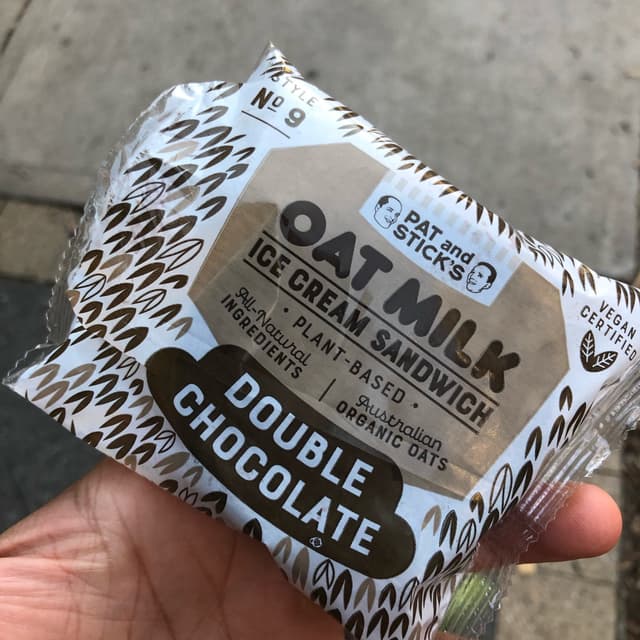 STYLE
Nº 9
PAT and
STICK'S
OAT MILK
ICE CREAM SANDWICH
• PLANT-BASED •
All-Natural
INGREDIENTS
Australian
ORGANIC OATS
DOUBLE
CHOCOLATE
VEGAN
CERTIFIED